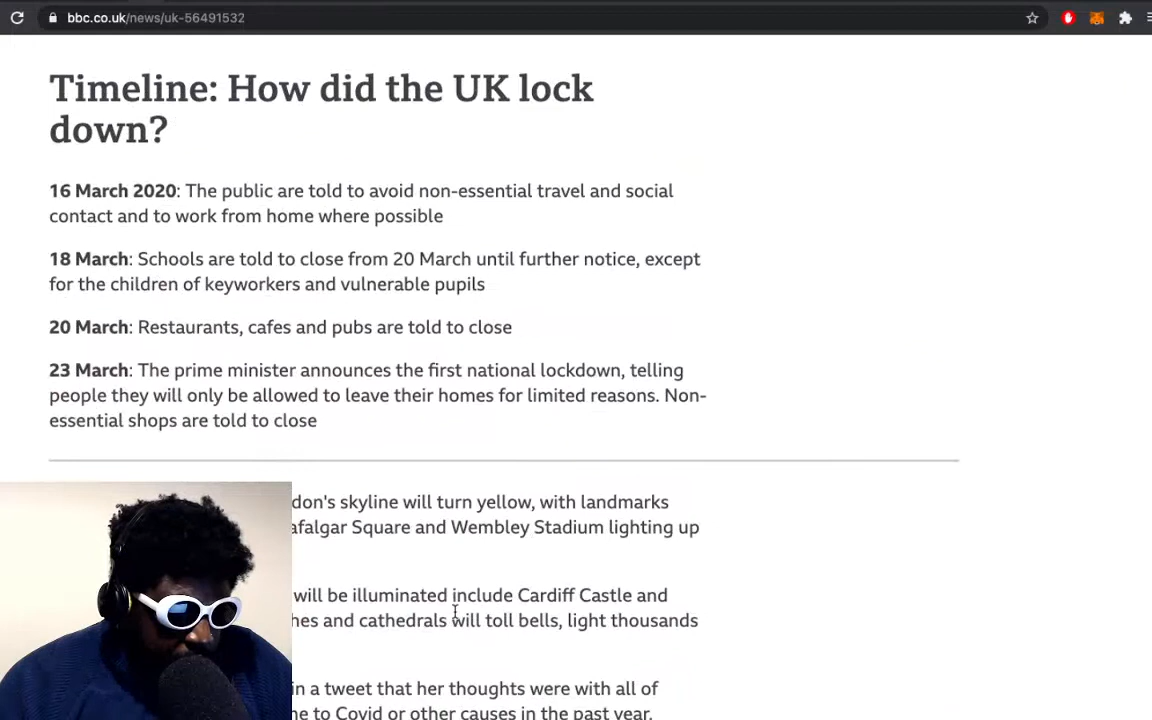 bbc.co.uk/news/uk-56491532
Timeline: How did the UK lock
down?
16 March 2020: The public are told to avoid non-essential travel and social
contact and to work from home where possible
18 March: Schools are told to close from 20 March until further notice, except
for the children of keyworkers and vulnerable pupils
20 March: Restaurants, cafes and pubs are told to close
23 March: The prime minister announces the first national lockdown, telling
people they will only be allowed to leave their homes for limited reasons. Non-
essential shops are told to close
don's skyline will turn yellow, with landmarks
afalgar Square and Wembley Stadium lighting up
will be illuminated include Cardiff Castle and
hes and cathedrals will toll bells, light thousands
in a tweet that her thoughts were with all of
ne to Covid or other causes in the past year.